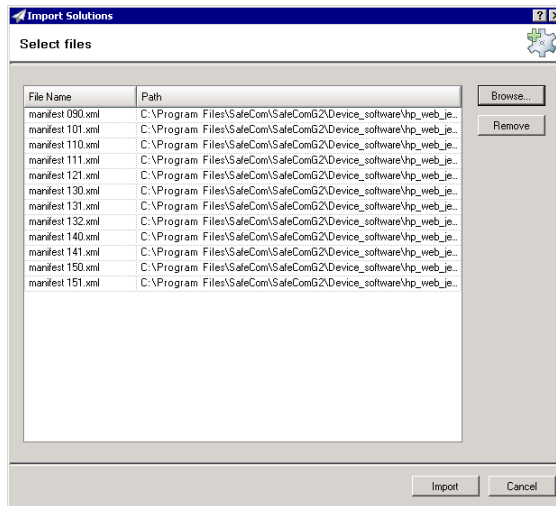 Import Solutions
Select files
File Name Path
manifest 090.xml C:\Program Files\SafeCom\SafeComG2\Device_software\hp_web_je...
manifest 101.xml C:\Program Files\SafeCom\SafeComG2\Device_software\hp_web_je...
manifest 110.xml C:\Program Files\SafeCom\SafeComG2\Device_software\hp_web_je...
manifest 111.xml C:\Program Files\SafeCom\SafeComG2\Device_software\hp_web_je...
manifest 121.xml C:\Program Files\SafeCom\SafeComG2\Device_software\hp_web_je...
manifest 130.xml C:\Program Files\SafeCom\SafeComG2\Device_software\hp_web_je...
manifest 131.xml C:\Program Files\SafeCom\SafeComG2\Device_software\hp_web_je...
manifest 132.xml C:\Program Files\SafeCom\SafeComG2\Device_software\hp_web_je...
manifest 140.xml C:\Program Files\SafeCom\SafeComG2\Device_software\hp_web_je...
manifest 141.xml C:\Program Files\SafeCom\SafeComG2\Device_software\hp_web_je...
manifest 150.xml C:\Program Files\SafeCom\SafeComG2\Device_software\hp_web_je...
manifest 151.xml C:\Program Files\SafeCom\SafeComG2\Device_software\hp_web_je...
Browse...
Remove
Import Cancel